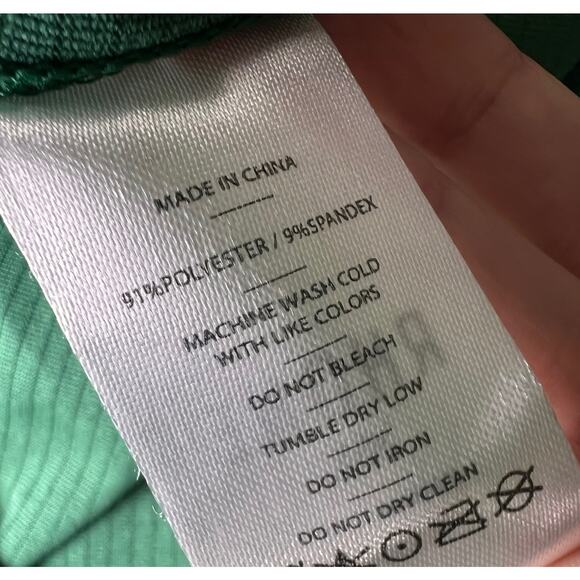 MADE IN CHINA
91%POLYESTER / 9%SPANDEX
MACHINE WASH COLD
WITH LIKE COLORS
DO NOT BLEACH
TUMBLE DRY LOW
DO NOT IRON
DO NOT DRY CLEAN